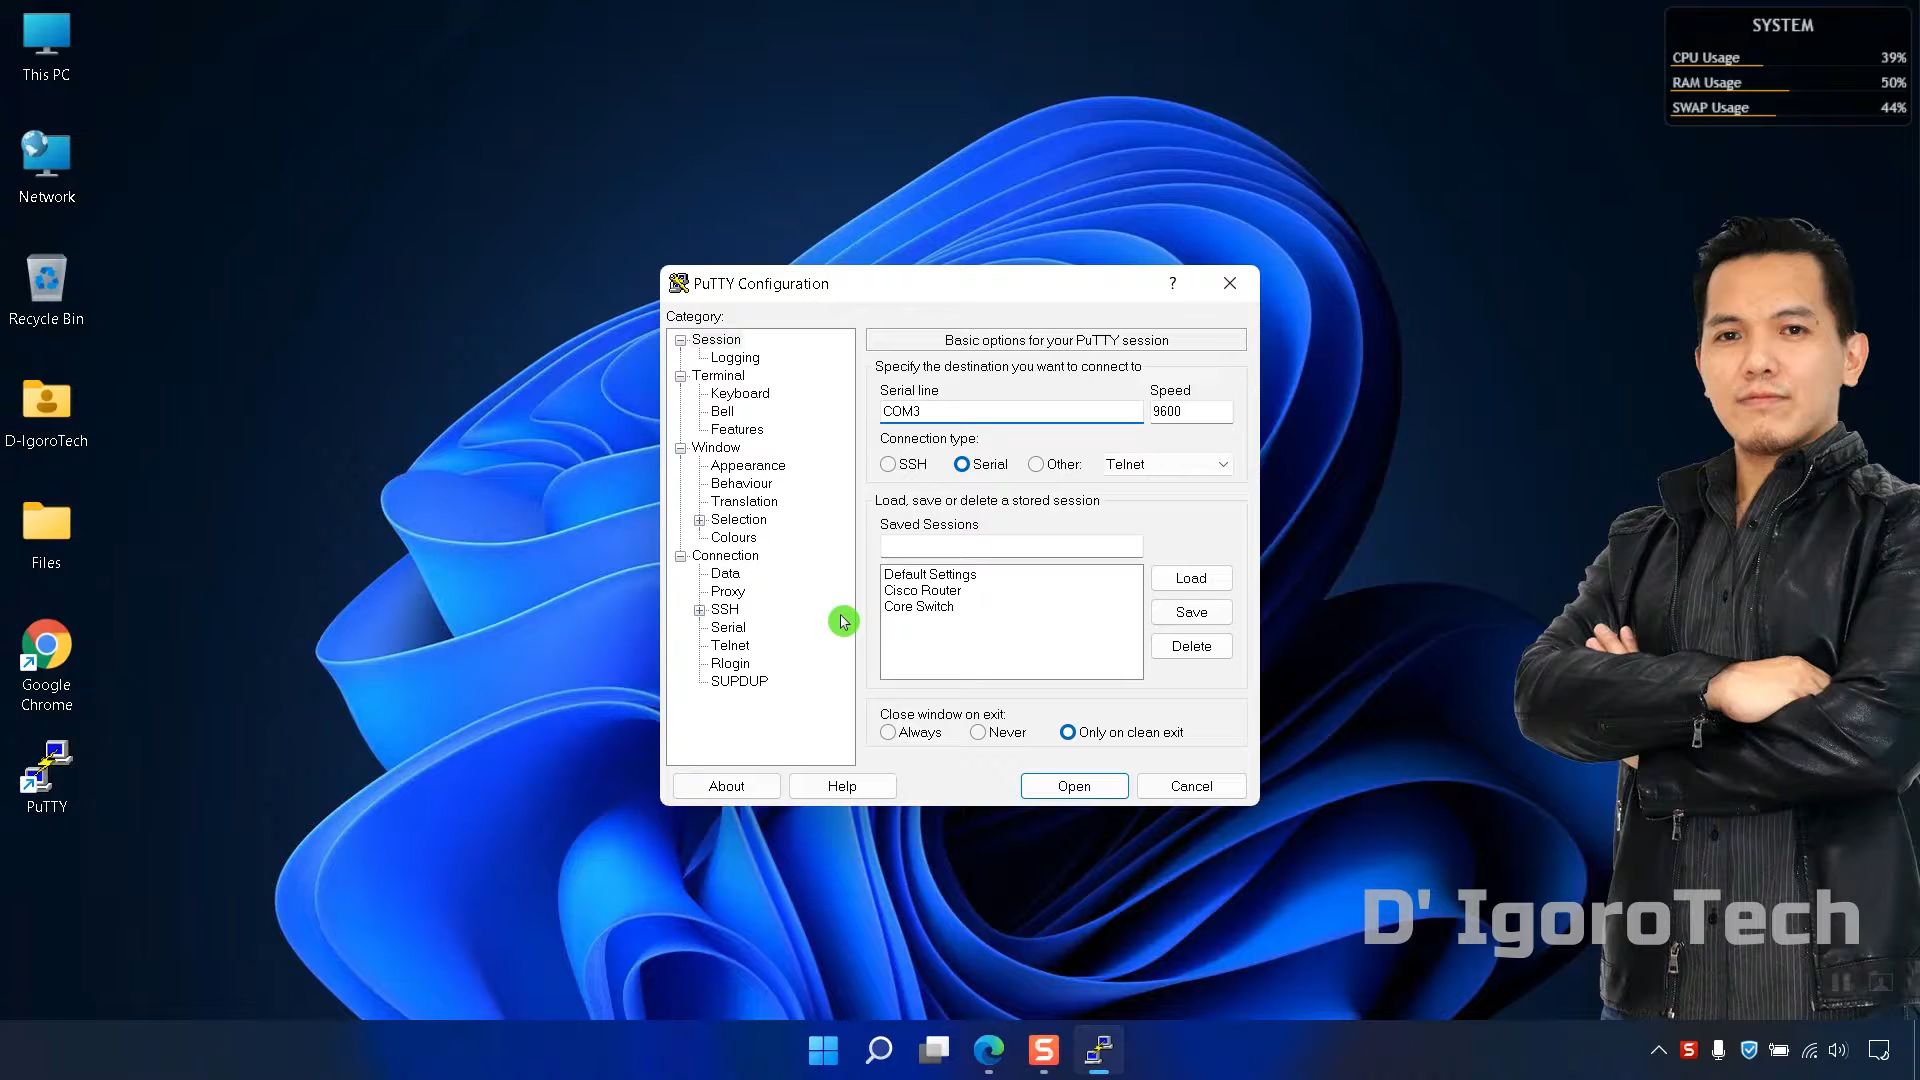 This PC
Network
Recycle Bin
D-IgoroTech
Files
Google
Chrome
PuTTY
SYSTEM
CPU Usage 39%
RAM Usage 50%
SWAP Usage 44%
PuTTY Configuration ?
Category:
Session
Logging
Terminal
Keyboard
Bell
Features
Window
Appearance
Behaviour
Translation
Selection
Colours
Connection
Data
Proxy
SSH
Serial
Telnet
Rlogin
SUPDUP
Basic options for your PuTTY session
Specify the destination you want to connect to
Serial line Speed
COM3 9600
Connection type:
SSH Serial Other: Telnet
Load, save or delete a stored session
Saved Sessions
Default Settings
Cisco Router
Core Switch
Load
Save
Delete
Close window on exit:
Always Never Only on clean exit
About Help Open Cancel
D' IgoroTech